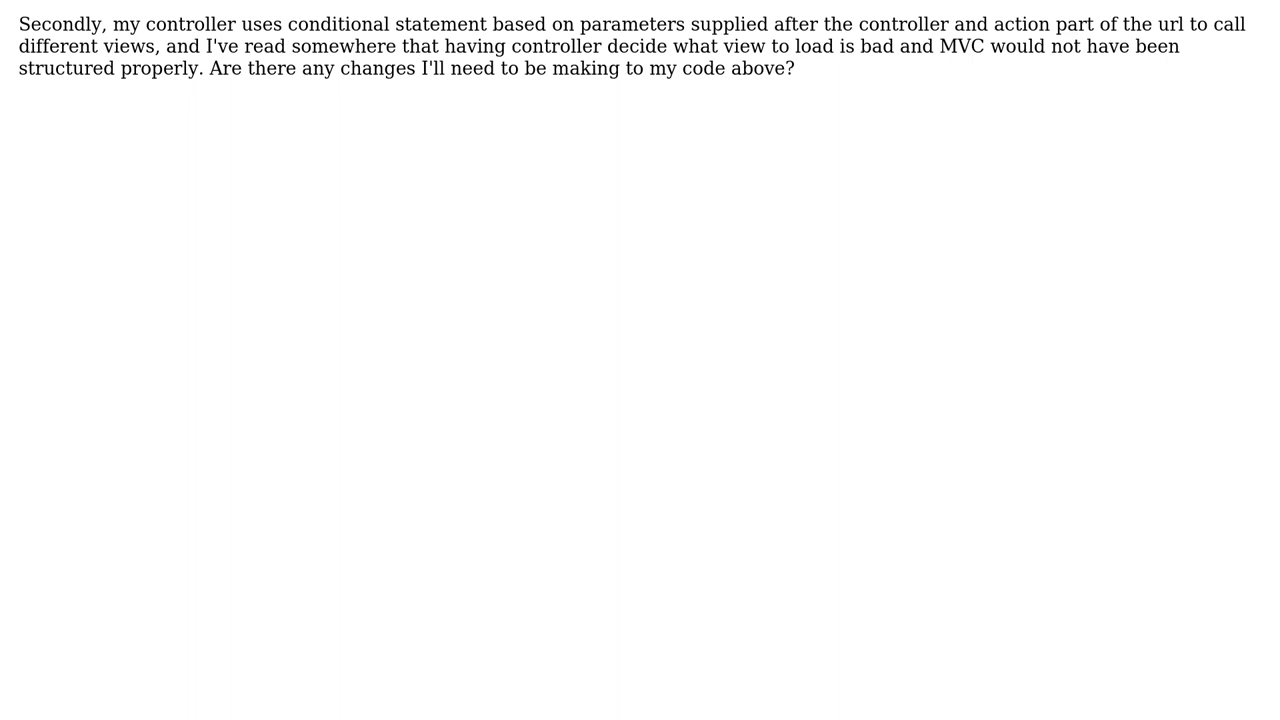 Secondly, my controller uses conditional statement based on parameters supplied after the controller and action part of the url to call
different views, and I've read somewhere that having controller decide what view to load is bad and MVC would not have been
structured properly. Are there any changes I'll need to be making to my code above?